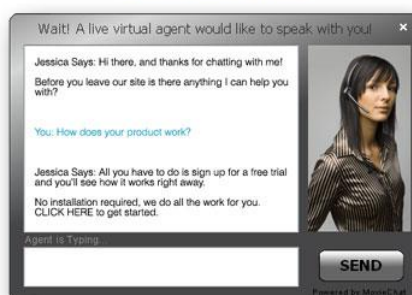 Wait! A live virtual agent would like to speak with you!
×
Jessica Says: Hi there, and thanks for chatting with me!
Before you leave our site is there anything I can help you
with?
You: How does your product work?
Jessica Says: All you have to do is sign up for a free trial
and you'll see how it works right away.
No installation required, we do all the work for you.
CLICK HERE to get started.
Agent is Typing...
SEND
Powered by MovieChat